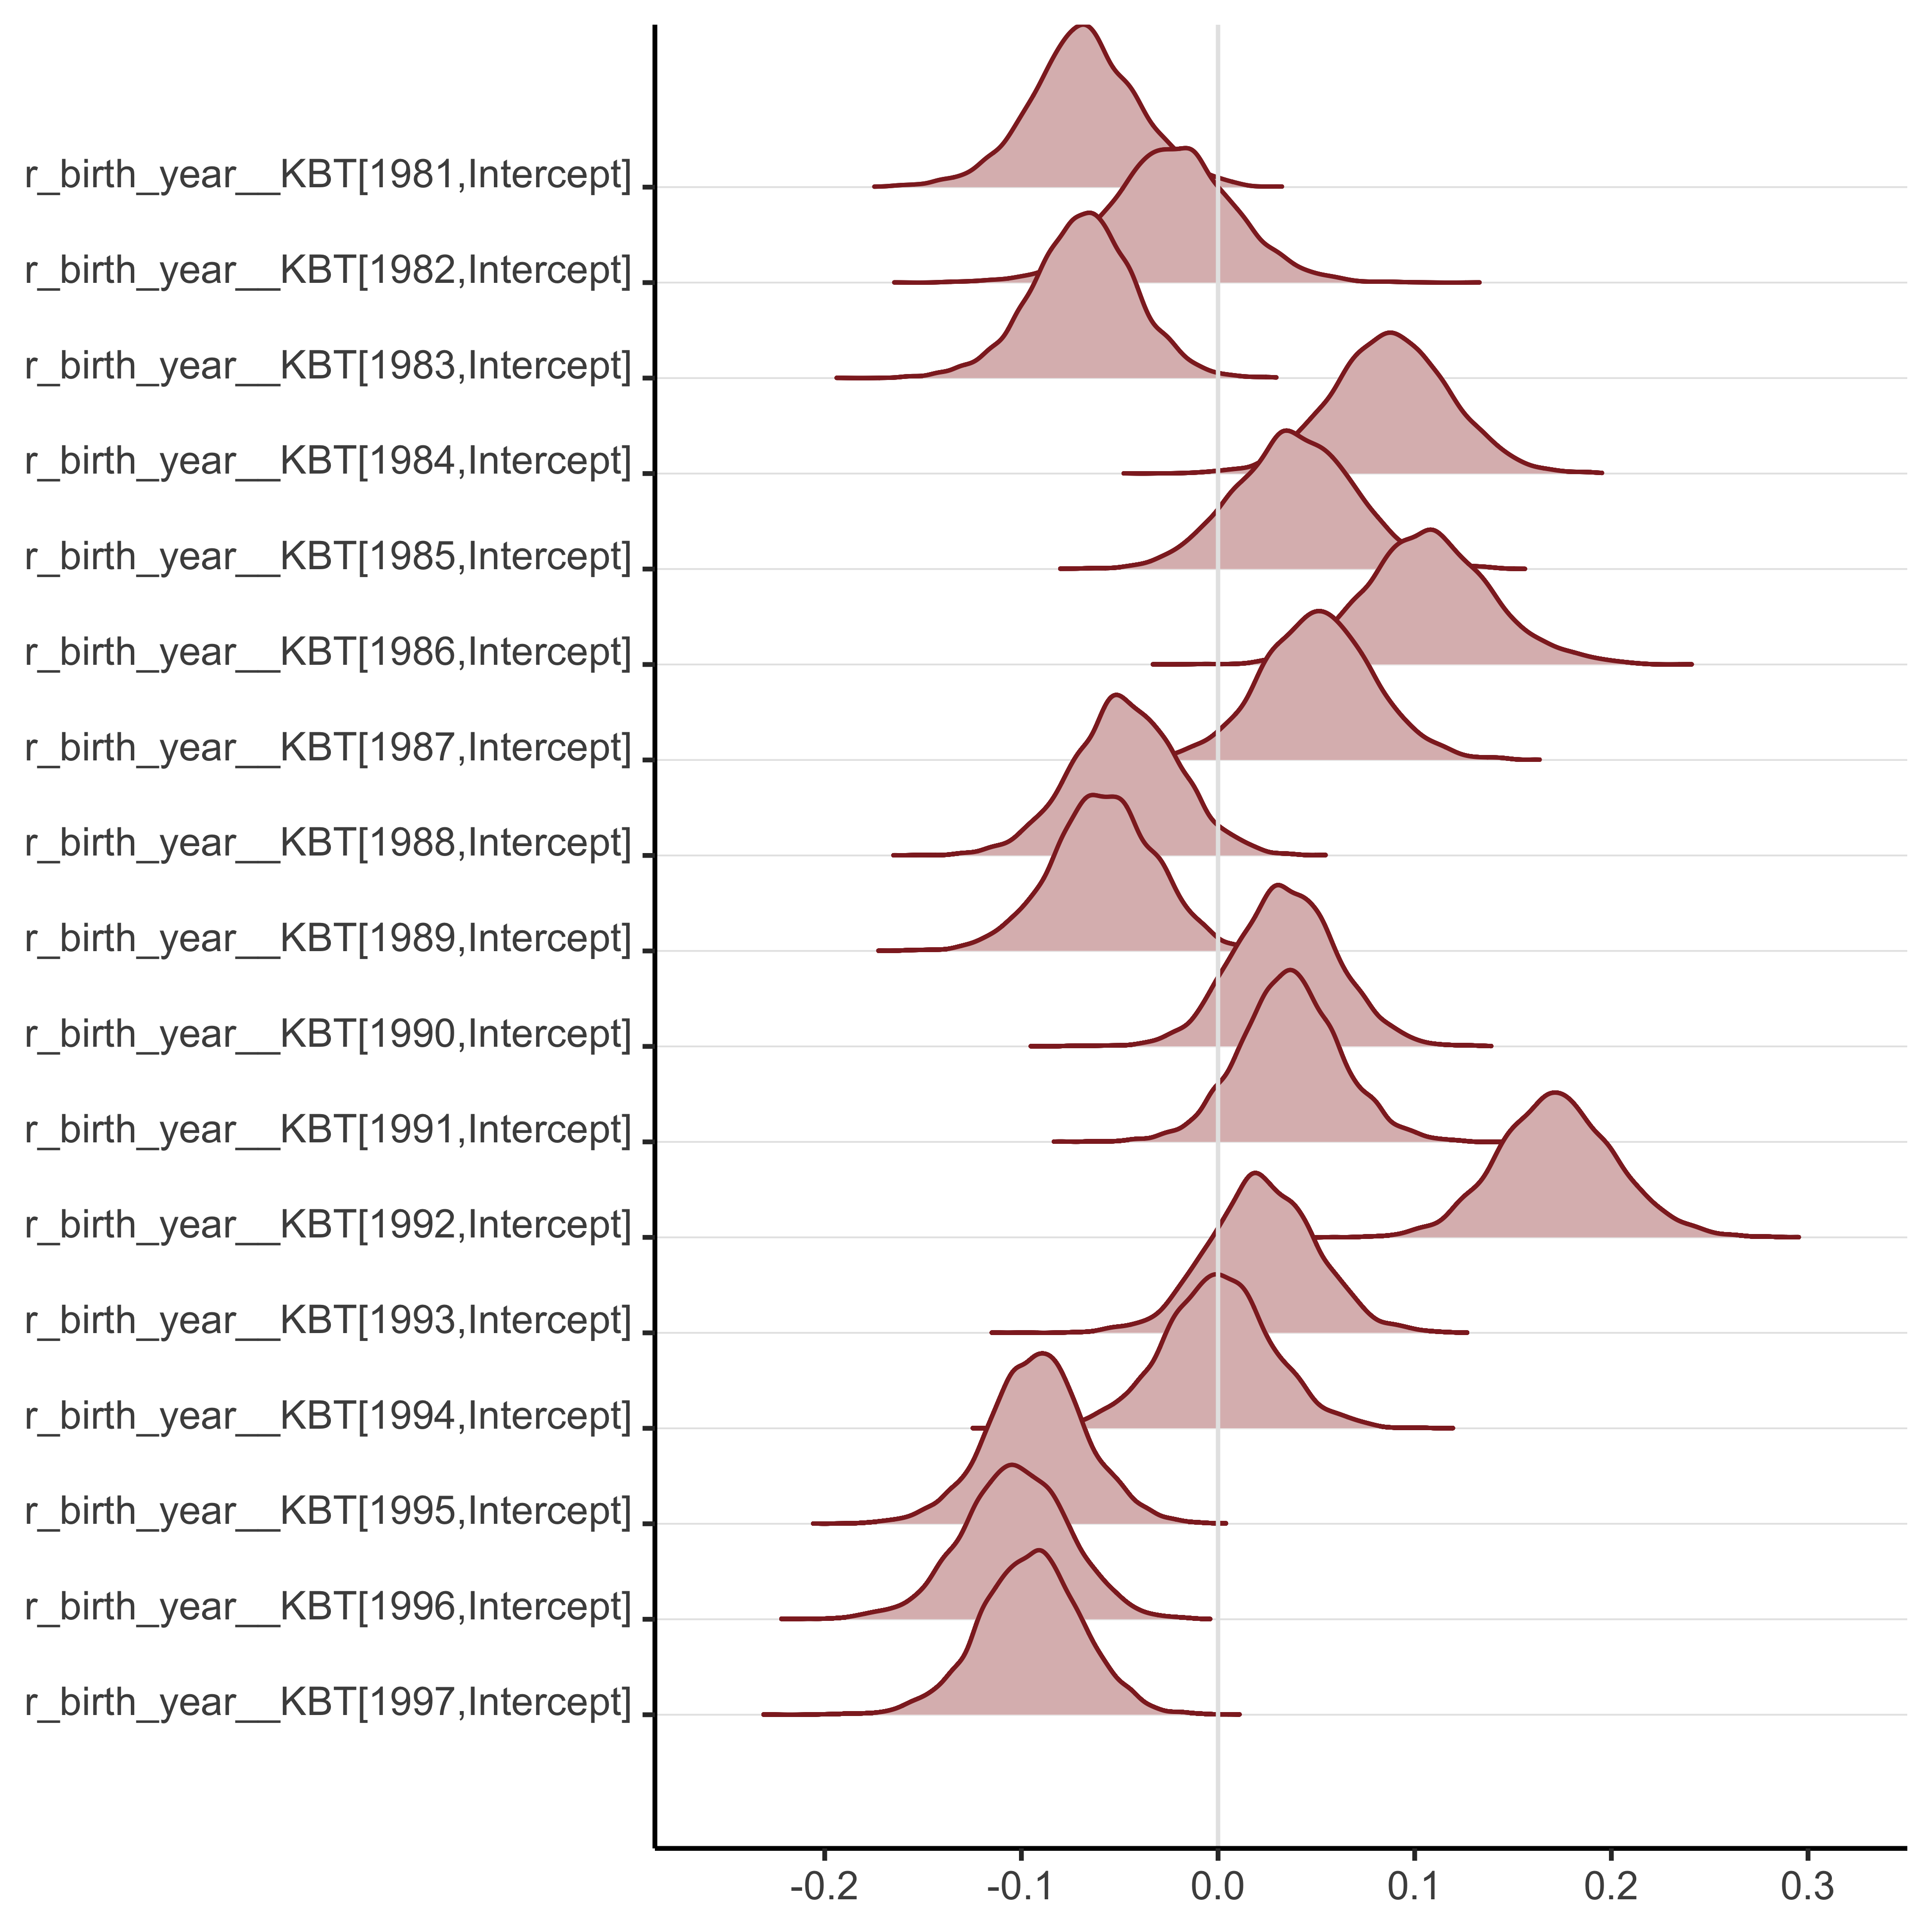 r_birth_year__KBT[1981,Intercept]
r_birth_year__KBT[1982,Intercept]
r_birth_year__KBT[1983,Intercept]
r_birth_year__KBT[1984,Intercept]
r_birth_year__KBT[1985,Intercept]
r_birth_year__KBT[1986,Intercept]
r_birth_year__KBT[1987,Intercept]
r_birth_year__KBT[1988,Intercept]
r_birth_year__KBT[1989,Intercept]
r_birth_year__KBT[1990,Intercept]
r_birth_year__KBT[1991,Intercept]
r_birth_year__KBT[1992,Intercept]
r_birth_year__KBT[1993,Intercept]
r_birth_year__KBT[1994,Intercept]
r_birth_year__KBT[1995,Intercept]
r_birth_year__KBT[1996,Intercept]
r_birth_year__KBT[1997,Intercept]
-0.2 -0.1 0.0 0.1 0.2 0.3